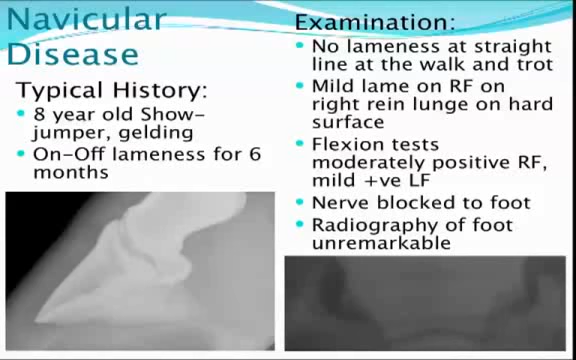 Navicular
Disease
Typical History:
• 8 year old Show-
jumper, gelding
• On-Off lameness for 6
months
Examination:
• No lameness at straight
line at the walk and trot
• Mild lame on RF on
right rein lunge on hard
surface
• Flexion tests
moderately positive RF,
mild +ve LF
• Nerve blocked to foot
• Radiography of foot
unremarkable